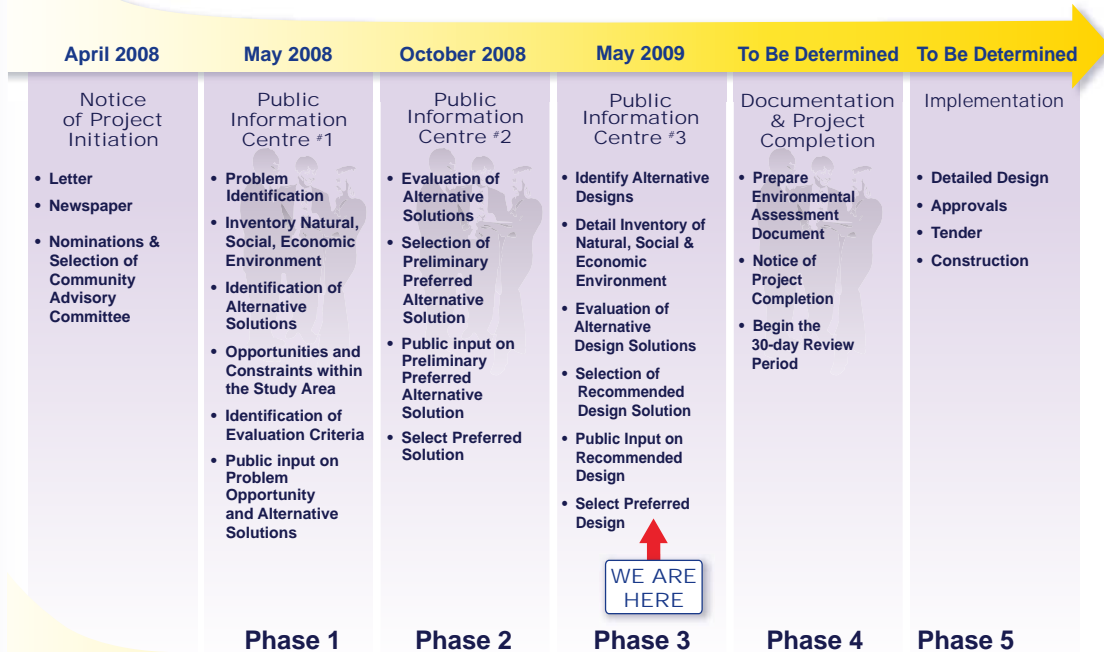 April 2008
May 2008
October 2008
May 2009
To Be Determined
To Be Determined
Notice
of Project
Initiation
• Letter
• Newspaper
• Nominations &
Selection of
Community
Advisory
Committee
Public
Information
Centre #1
• Problem
Identification
• Inventory Natural,
Social, Economic
Environment
• Identification of
Alternative
Solutions
• Opportunities and
Constraints within
the Study Area
• Identification of
Evaluation Criteria
• Public input on
Problem
Opportunity
and Alternative
Solutions
Phase 1
Public
Information
Centre #2
• Evaluation of
Alternative
Solutions
• Selection of
Preliminary
Preferred
Alternative
Solution
• Public input on
Preliminary
Preferred
Alternative
Solution
• Select Preferred
Solution
Phase 2
Public
Information
Centre #3
• Identify Alternative
Designs
• Detail Inventory of
Natural, Social &
Economic
Environment
• Evaluation of
Alternative
Design Solutions
• Selection of
Recommended
Design Solution
• Public Input on
Recommended
Design
• Select Preferred
Design
WE ARE
HERE
Phase 3
Documentation
& Project
Completion
• Prepare
Environmental
Assessment
Document
• Notice of
Project
Completion
• Begin the
30-day Review
Period
Phase 4
Implementation
• Detailed Design
• Approvals
• Tender
• Construction
Phase 5